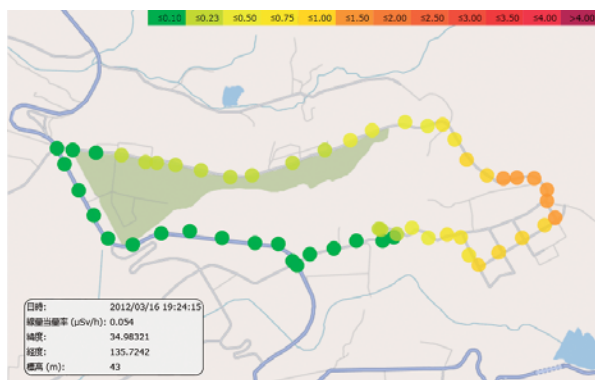 ≤0.10 ≤0.23 ≤0.50 ≤0.75 ≤1.00 ≤1.50 ≤2.00 ≤2.50 ≤3.00 ≤3.50 ≤4.00 >4.00
日時: 2012/03/16 19:24:15
線量当量率 (μSv/h): 0.054
緯度: 34.98321
経度: 135.7242
標高 (m): 43